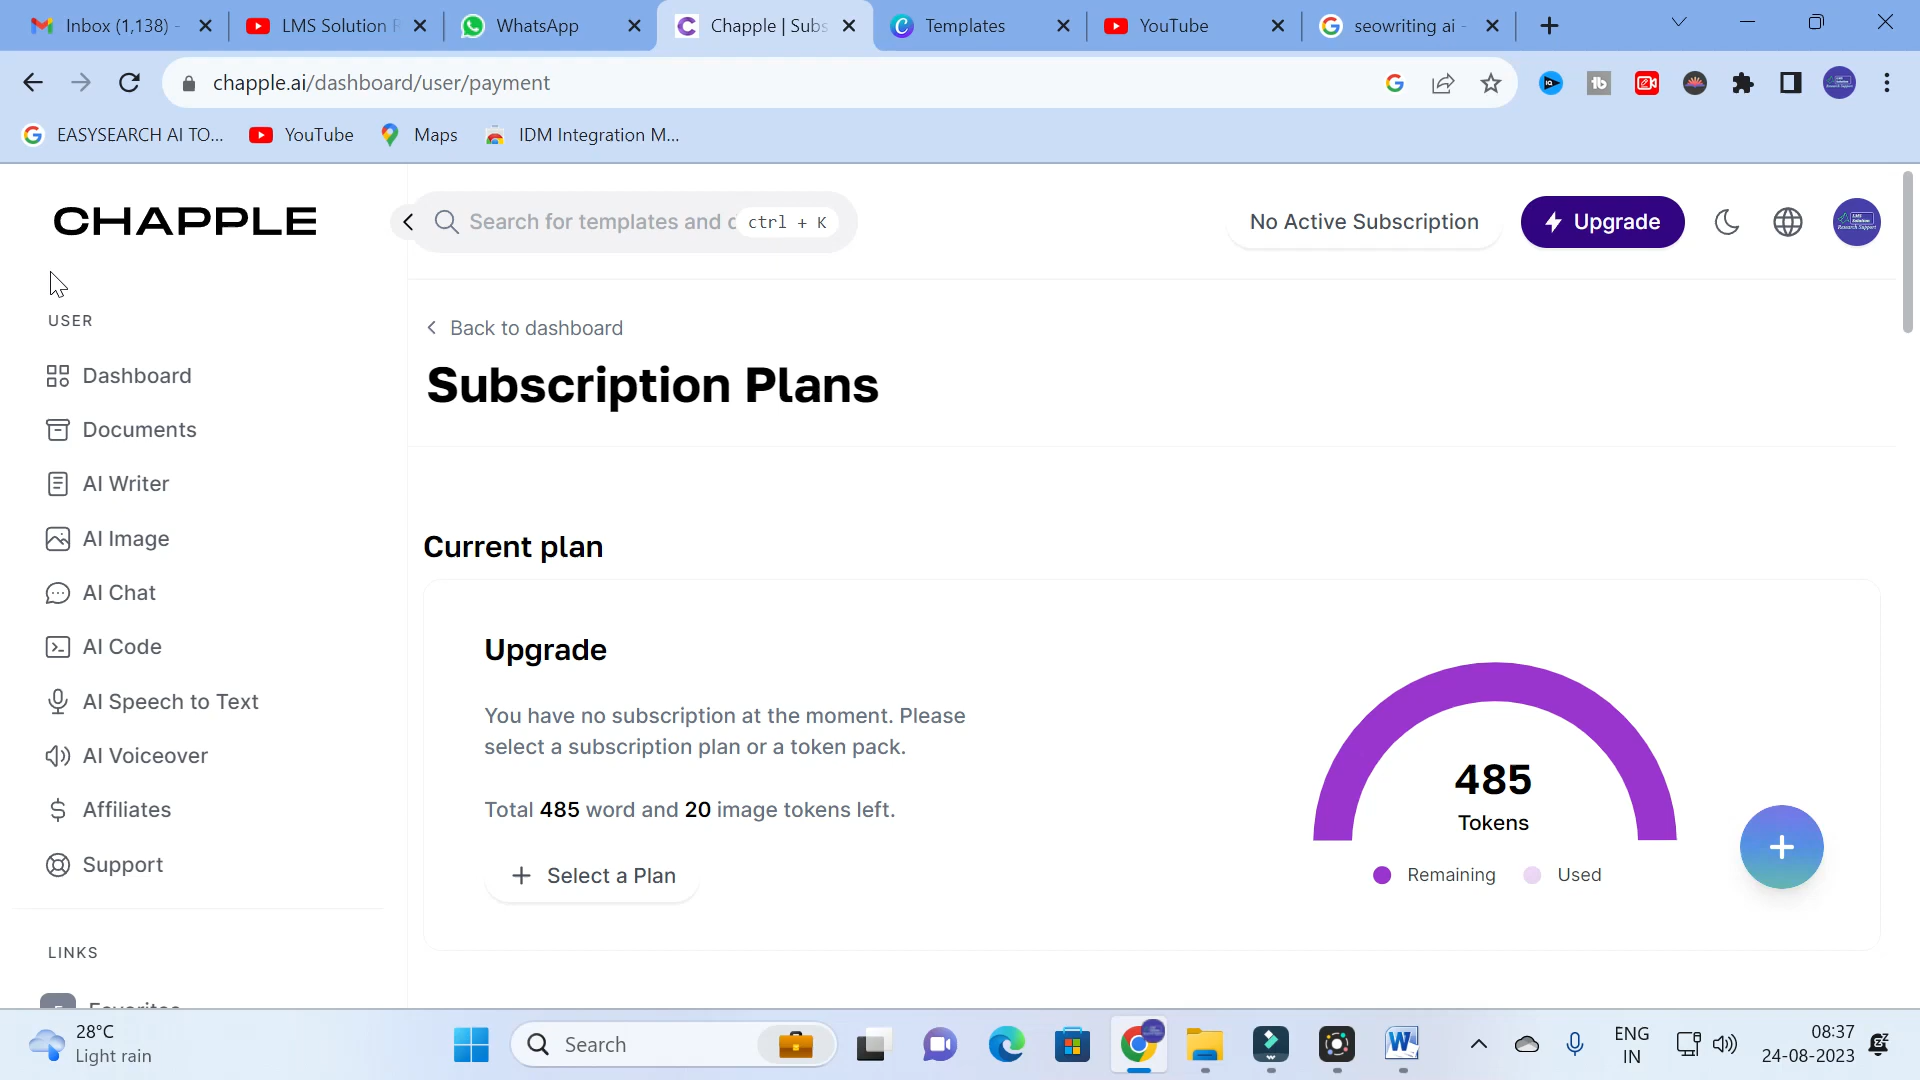 Inbox (1,138) -
LMS Solution R
WhatsApp
Chapple | Subs
Templates
YouTube
seowriting ai -
chapple.ai/dashboard/user/payment
EASYSEARCH AI TO...
YouTube
Maps
IDM Integration M...
CHAPPLE
Search for templates and
ctrl + K
No Active Subscription
Upgrade
USER
Back to dashboard
Subscription Plans
Dashboard
Documents
AI Writer
AI Image
AI Chat
AI Code
AI Speech to Text
AI Voiceover
Affiliates
Support
LINKS
Favorites
Current plan
Upgrade
You have no subscription at the moment. Please
select a subscription plan or a token pack.
Total 485 word and 20 image tokens left.
Select a Plan
485
Tokens
Remaining
Used
28°C
Light rain
Search
ENG
IN
08:37
24-08-2023